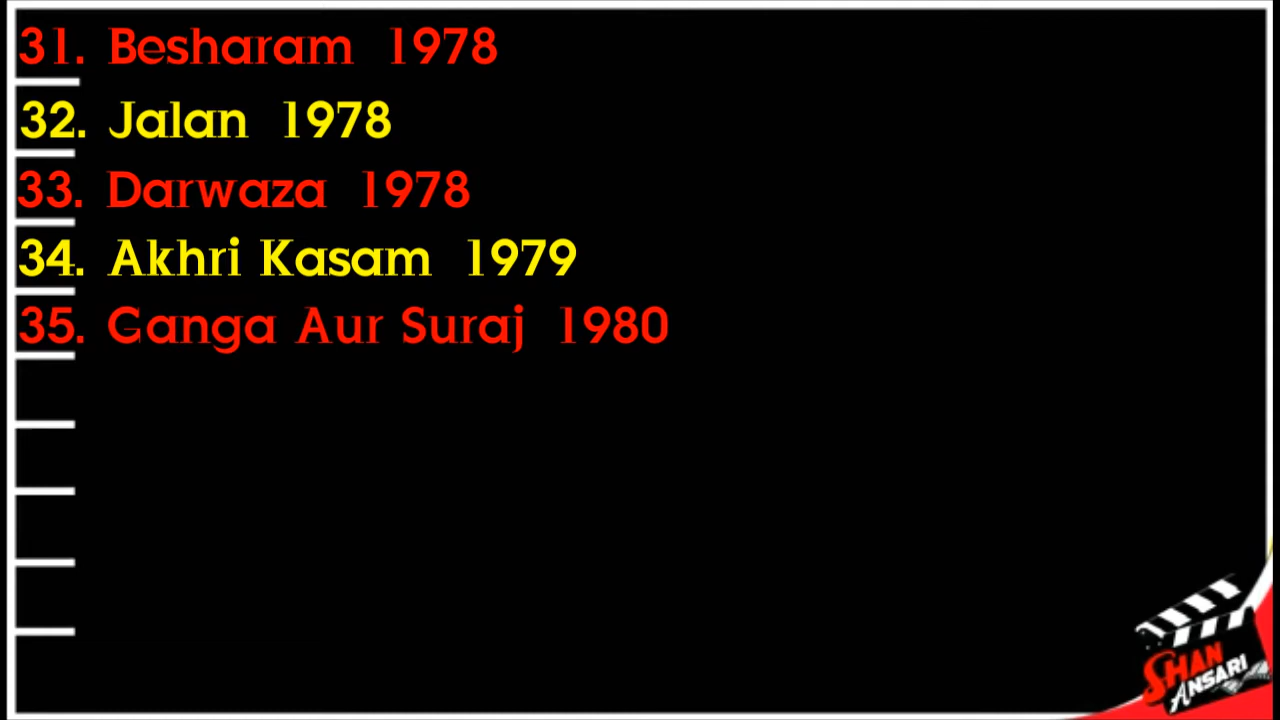 31. Besharam 1978
32. Jalan 1978
33. Darwaza 1978
34. Akhri Kasam 1979
35. Ganga Aur Suraj 1980
SHAN
ANSARI